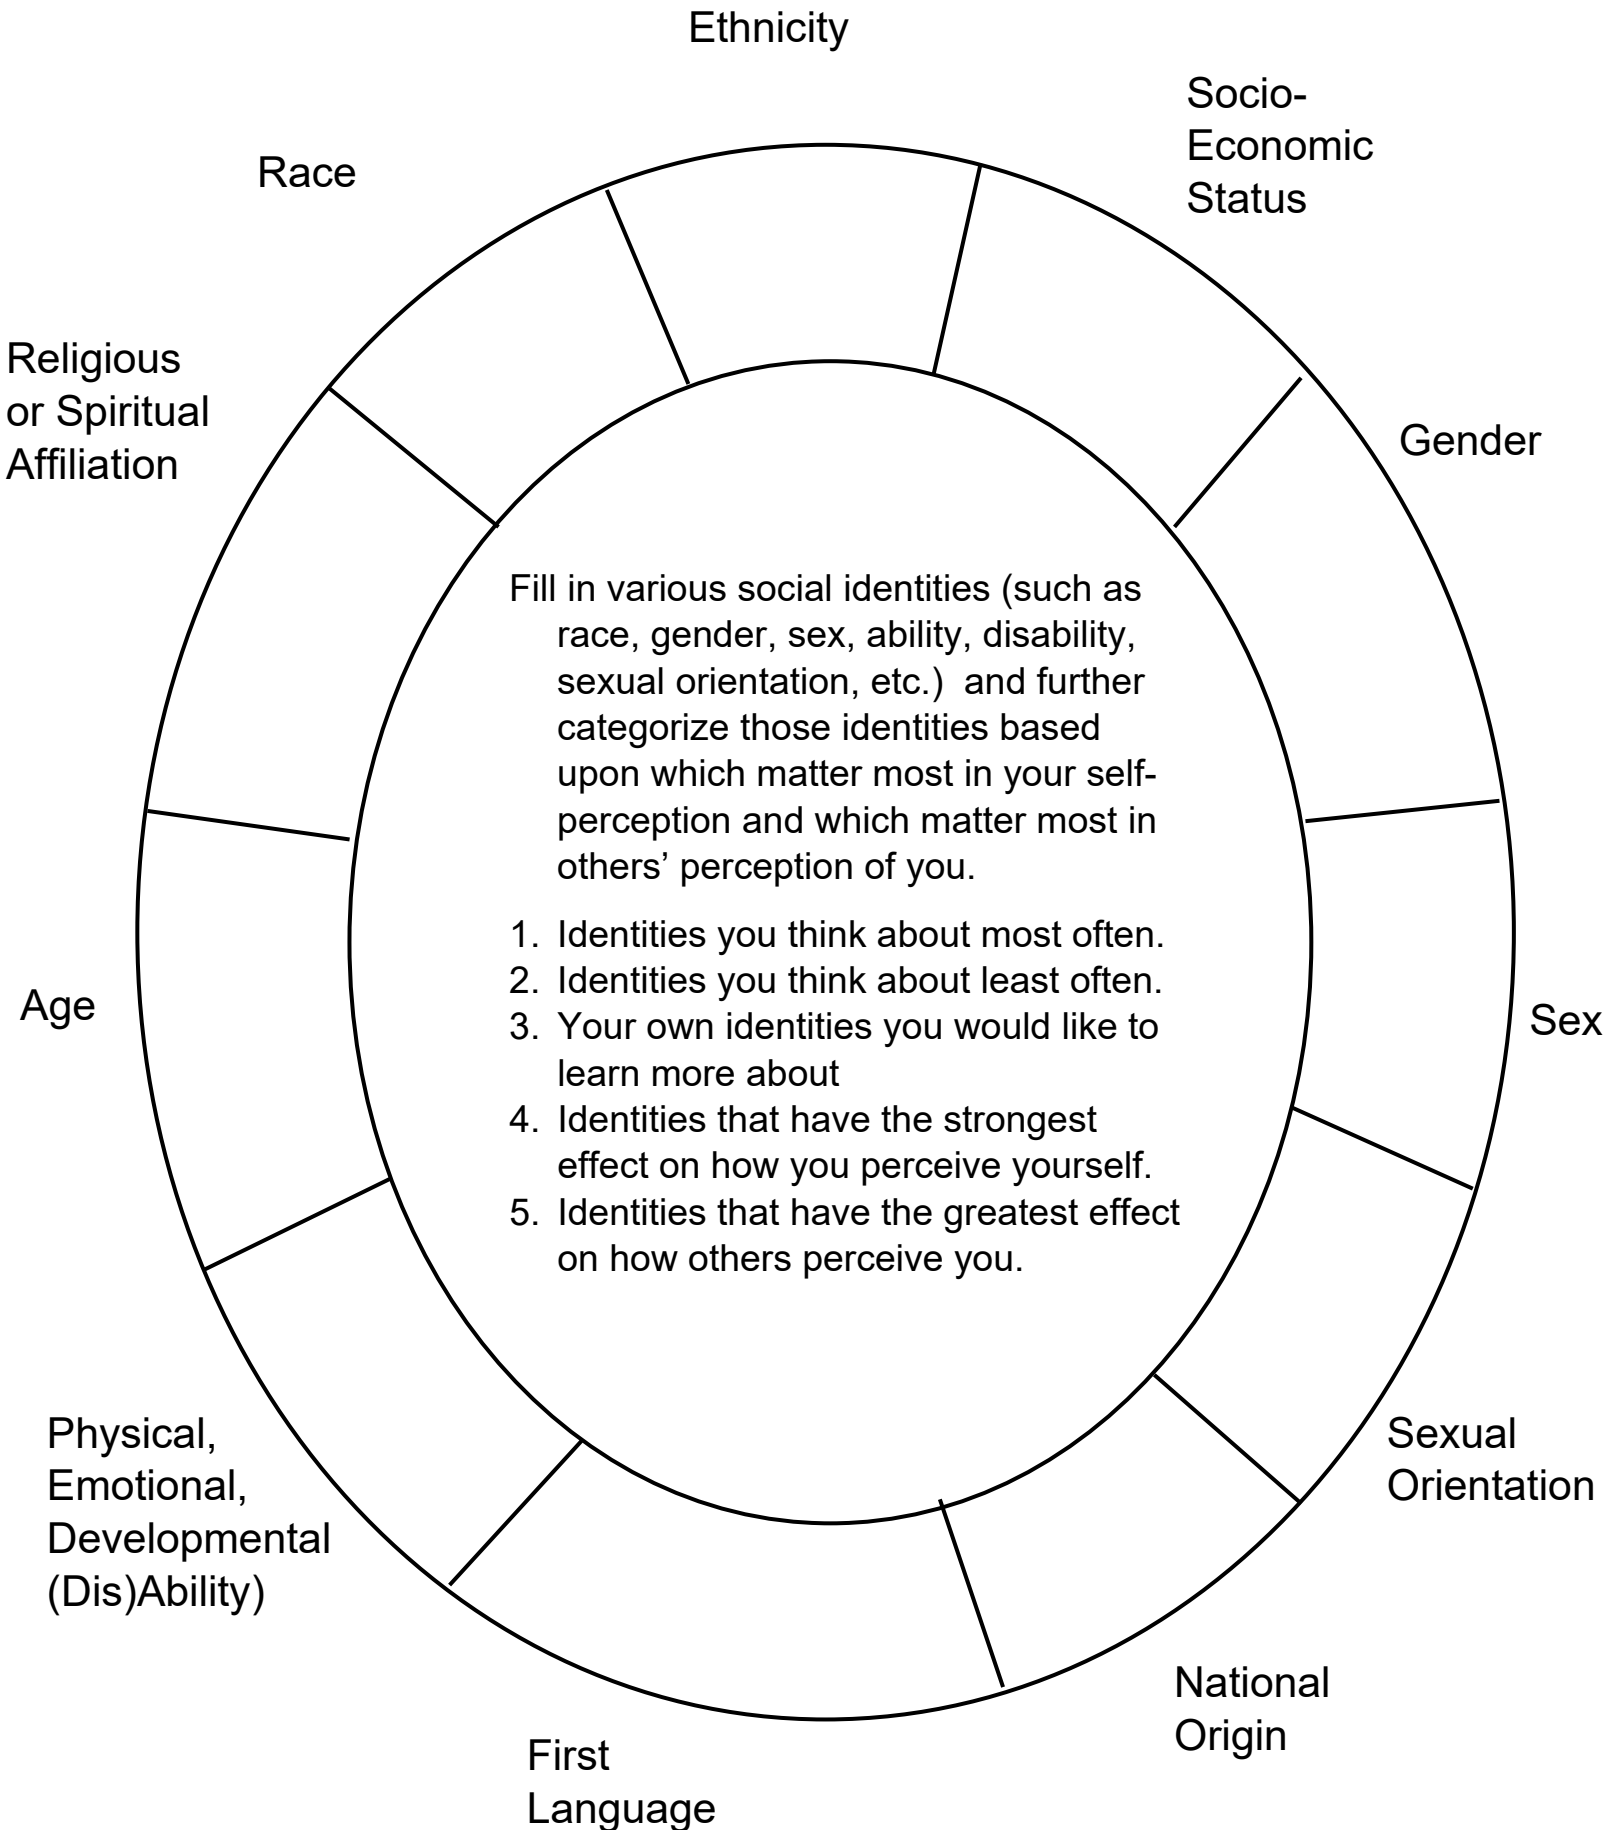 Ethnicity
Socio-
Economic
Status
Race
Religious
or Spiritual
Affiliation
Gender
Fill in various social identities (such as
race, gender, sex, ability, disability,
sexual orientation, etc.)  and further
categorize those identities based
upon which matter most in your self-
perception and which matter most in
others’ perception of you.
1. Identities you think about most often.
2. Identities you think about least often.
3. Your own identities you would like to
learn more about
4. Identities that have the strongest
effect on how you perceive yourself.
5. Identities that have the greatest effect
on how others perceive you.
Age
Sex
Physical,
Emotional,
Developmental
(Dis)Ability)
Sexual
Orientation
National
Origin
First
Language